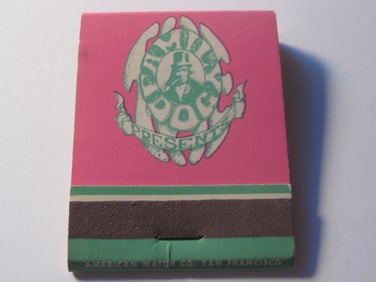 FAMILY
DOG
PRESENTS
AMERICAN MATCH CO. SAN FRANCISCO